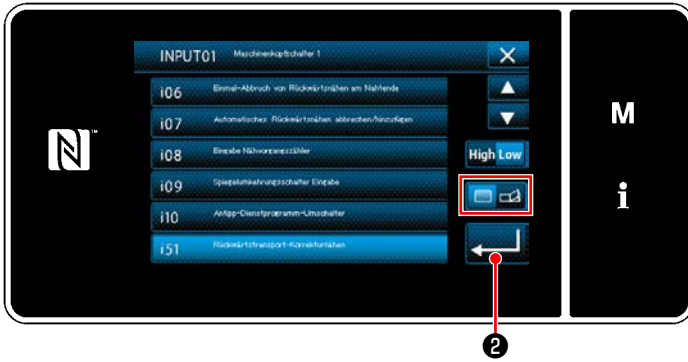 INPUT01 Maschinenkopfschalter 1
i06 Einmal-Abbruch von Rückwärtsnähen am Nahtende
i07 Automatisches Rückwärtsnähen abbrechen/hinzufügen
i08 Eingabe Nähvorgangszähler
High Low
i09 Spiegelumkehrungsschalter Eingabe
i10 Antipp-Dienstprogramm-Umschalter
i51 Rückwärtstransport-Korrekturnähen
M
i
N
❷